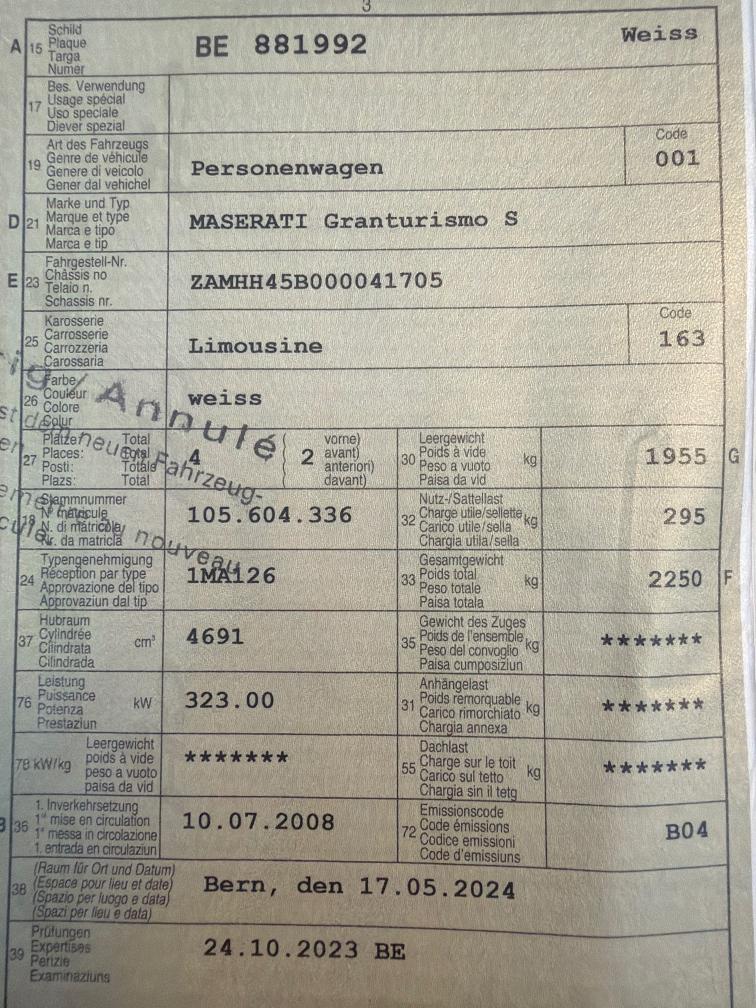 3
A 15 Schild
Plaque
Targa
Numer
BE 881992 Weiss
17 Bes. Verwendung
Usage spécial
Uso speciale
Diever spezial
19 Art des Fahrzeugs
Genre de véhicule
Genere di veicolo
Gener dal vehichel
Personenwagen
Code
001
D 21 Marke und Typ
Marque et type
Marca e tipo
Marca e tip
MASERATI Granturismo S
E 23 Fahrgestell-Nr.
Châssis no
Telaio n.
Schassis nr.
ZAMHH45B000041705
25 Karosserie
Carrosserie
Carrozzeria
Carossaria
Limousine
Code
163
26 Farbe
Couleur
Colore
Colur
weiss
Annulé
27 Plätze Total
Places: Total
Posti: Totale
Plazs: Total
4
2 vorne)
avant)
anteriori)
davant)
30 Leergewicht
Poids à vide
Peso a vuoto
Paisa da vid
kg
1955 G
dem neuen Fahrzeug-
18 Stammnummer
N° matricule
N. di matricola
Nr. da matricla
105.604.336
32 Nutz-/Sattellast
Charge utile/sellette
Carico utile/sella
Chargia utila/sella
kg
295
nouveau
24 Typengenehmigung
Réception par type
Approvazione del tipo
Approvaziun dal tip
1MA126
33 Gesamtgewicht
Poids total
Peso totale
Paisa totala
kg
2250 F
37 Hubraum
Cylindrée
Cilindrata
Cilindrada
cm³
4691
35 Gewicht des Zuges
Poids de l'ensemble
Peso del convoglio
Paisa cumposiziun
kg
*******
76 Leistung
Puissance
Potenza
Prestaziun
kW
323.00
31 Anhängelast
Poids remorquable
Carico rimorchiato
Chargia annexa
kg
*******
78 kW/kg Leergewicht
poids à vide
peso a vuoto
paisa da vid
*******
55 Dachlast
Charge sur le toit
Carico sul tetto
Chargia sin il tetg
kg
*******
B 36 1. Inverkehrsetzung
1re mise en circulation
1a messa in circolazione
1. entrada en circulaziun
10.07.2008
72 Emissionscode
Code émissions
Codice emissioni
Code d'emissiuns
B04
38 (Raum für Ort und Datum)
(Espace pour lieu et date)
(Spazio per luogo e data)
(Spazi per lieu e data)
Bern, den 17.05.2024
39 Prüfungen
Expertises
Perizie
Examinaziuns
24.10.2023 BE